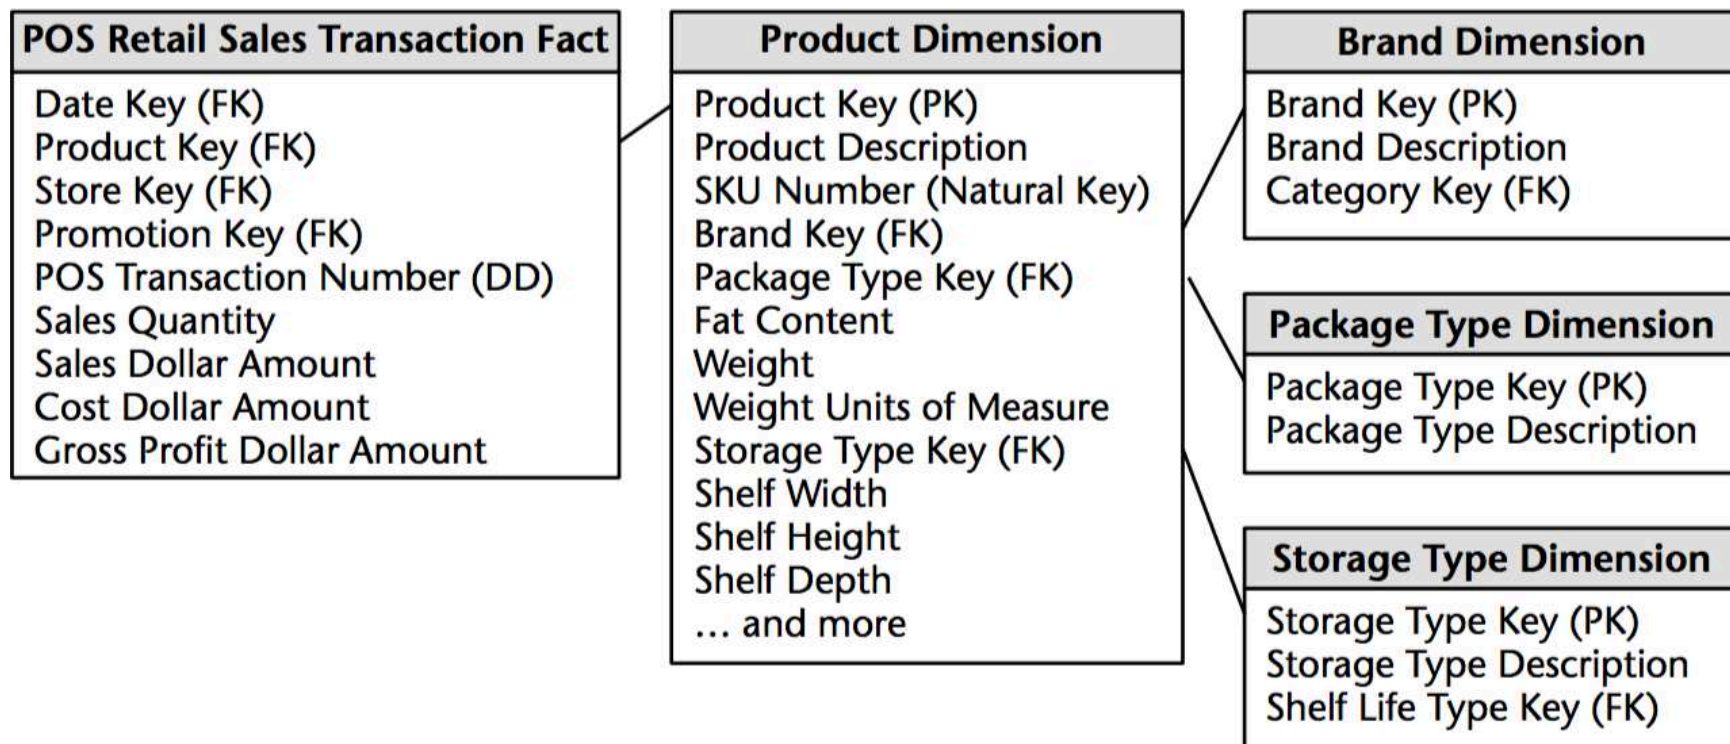 POS Retail Sales Transaction Fact
Date Key (FK)
Product Key (FK)
Store Key (FK)
Promotion Key (FK)
POS Transaction Number (DD)
Sales Quantity
Sales Dollar Amount
Cost Dollar Amount
Gross Profit Dollar Amount
Product Dimension
Product Key (PK)
Product Description
SKU Number (Natural Key)
Brand Key (FK)
Package Type Key (FK)
Fat Content
Weight
Weight Units of Measure
Storage Type Key (FK)
Shelf Width
Shelf Height
Shelf Depth
... and more
Brand Dimension
Brand Key (PK)
Brand Description
Category Key (FK)
Package Type Dimension
Package Type Key (PK)
Package Type Description
Storage Type Dimension
Storage Type Key (PK)
Storage Type Description
Shelf Life Type Key (FK)